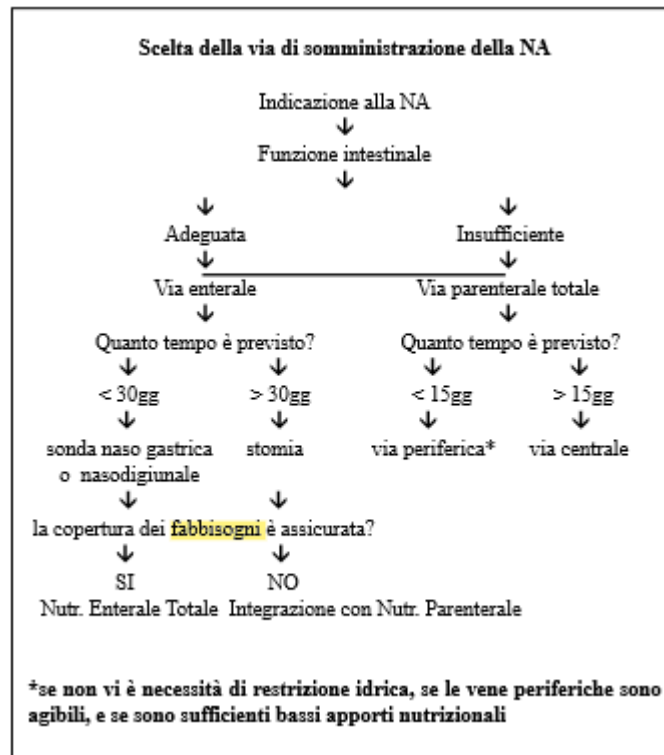 Scelta della via di somministrazione della NA
Indicazione alla NA
Funzione intestinale
Adeguata Insufficiente
Via enterale Via parenterale totale
Quanto tempo è previsto? Quanto tempo è previsto?
< 30gg > 30gg < 15gg > 15gg
sonda naso gastrica stomia via periferica* via centrale
o nasodigiunale
la copertura dei fabbisogni è assicurata?
SI NO
Nutr. Enterale Totale Integrazione con Nutr. Parenterale
*se non vi è necessità di restrizione idrica, se le vene periferiche sono
agibili, e se sono sufficienti bassi apporti nutrizionali